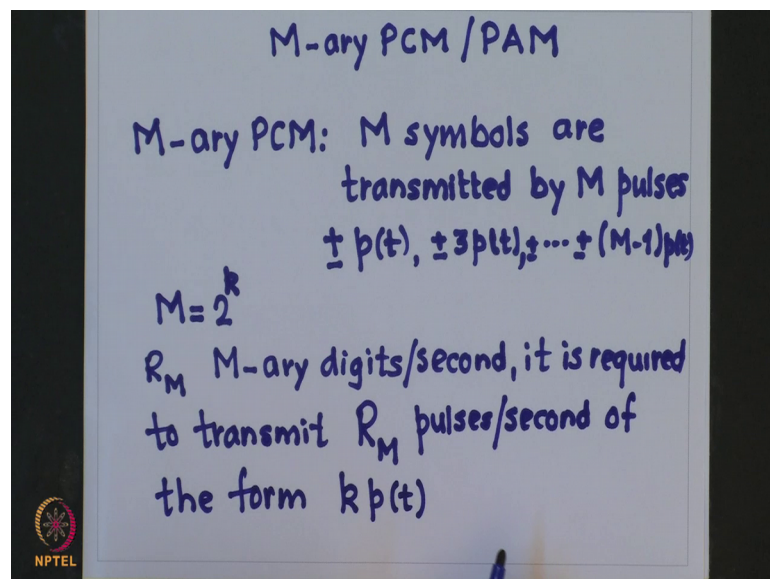 M-ary PCM/PAM
M-ary PCM: M symbols are
transmitted by M pulses
± p(t), ± 3p(t), ± ... ± (M-1)p(t)
M = 2^k
R_M M-ary digits/second, it is required
to transmit R_M pulses/second of
the form k p(t)
NPTEL